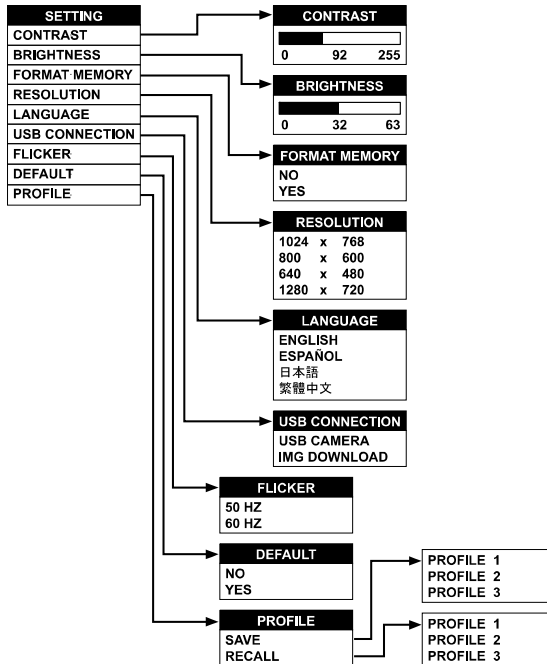 SETTING
CONTRAST
BRIGHTNESS
FORMAT MEMORY
RESOLUTION
LANGUAGE
USB CONNECTION
FLICKER
DEFAULT
PROFILE
CONTRAST
0 92 255
BRIGHTNESS
0 32 63
FORMAT MEMORY
NO
YES
RESOLUTION
1024 x 768
800 x 600
640 x 480
1280 x 720
LANGUAGE
ENGLISH
ESPAÑOL
日本語
繁體中文
USB CONNECTION
USB CAMERA
IMG DOWNLOAD
FLICKER
50 HZ
60 HZ
DEFAULT
NO
YES
PROFILE
SAVE
RECALL
PROFILE 1
PROFILE 2
PROFILE 3
PROFILE 1
PROFILE 2
PROFILE 3